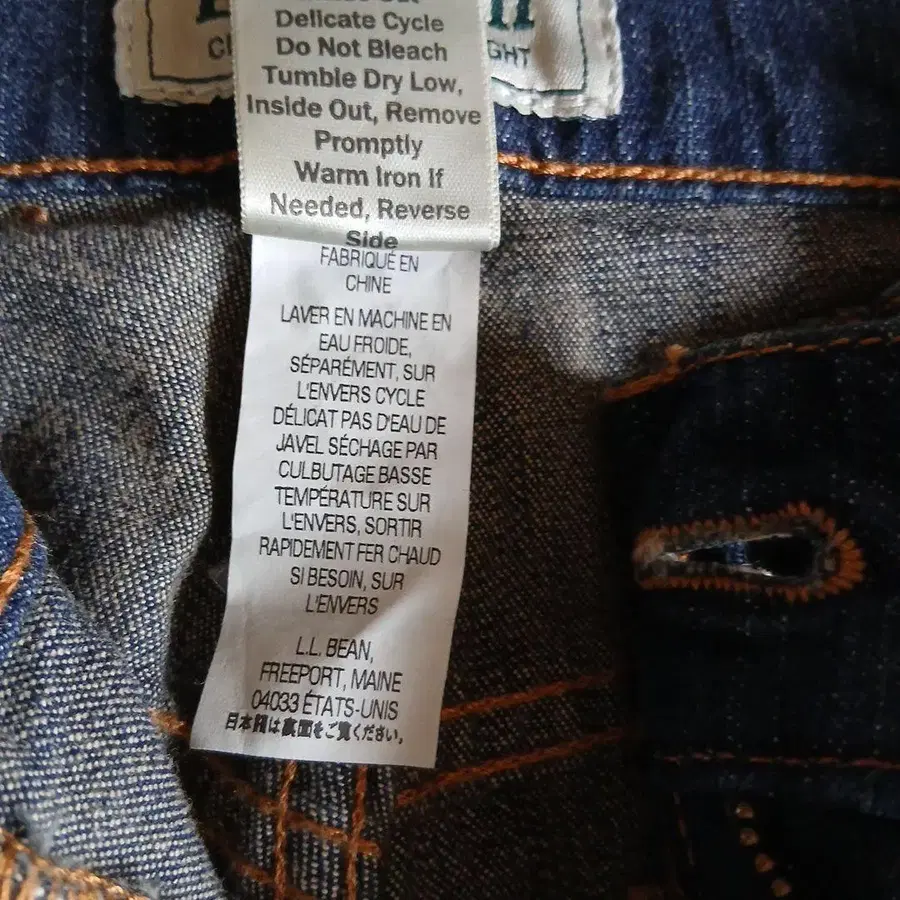 GHT
Delicate Cycle
Do Not Bleach
Tumble Dry Low,
Inside Out, Remove
Promptly
Warm Iron If
Needed, Reverse
Side
FABRIQUÉ EN
CHINE
LAVER EN MACHINE EN
EAU FROIDE,
SÉPARÉMENT, SUR
L'ENVERS CYCLE
DÉLICAT PAS D'EAU DE
JAVEL SÉCHAGE PAR
CULBUTAGE BASSE
TEMPÉRATURE SUR
L'ENVERS, SORTIR
RAPIDEMENT FER CHAUD
SI BESOIN, SUR
L'ENVERS
L.L. BEAN,
FREEPORT, MAINE
04033 ÉTATS-UNIS
日本語は裏面をご覧ください。